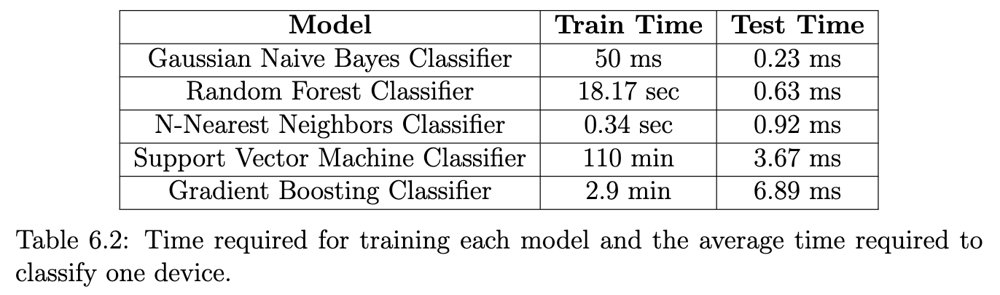 Model Train Time Test Time
Gaussian Naive Bayes Classifier 50 ms 0.23 ms
Random Forest Classifier 18.17 sec 0.63 ms
N-Nearest Neighbors Classifier 0.34 sec 0.92 ms
Support Vector Machine Classifier 110 min 3.67 ms
Gradient Boosting Classifier 2.9 min 6.89 ms
Table 6.2: Time required for training each model and the average time required to
classify one device.